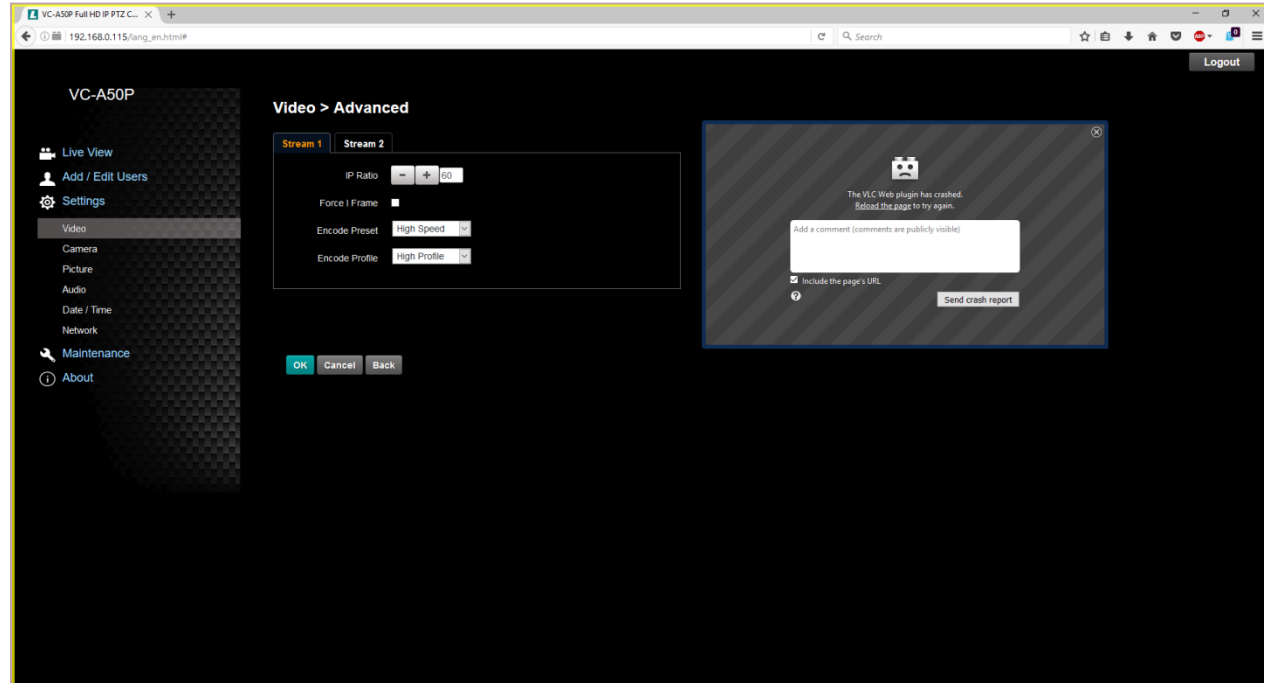 VC-A50P Full HD IP PTZ C...
192.168.0.115/lang_en.html#
Search
ABP
0
Logout
VC-A50P
Live View
Add / Edit Users
Settings
Video
Camera
Picture
Audio
Date / Time
Network
Maintenance
About
Video > Advanced
Stream 1 Stream 2
IP Ratio - + 60
Force I Frame
Encode Preset High Speed
Encode Profile High Profile
OK Cancel Back
The VLC Web plugin has crashed.
Reload the page to try again.
Add a comment (comments are publicly visible)
Include the page's URL
Send crash report